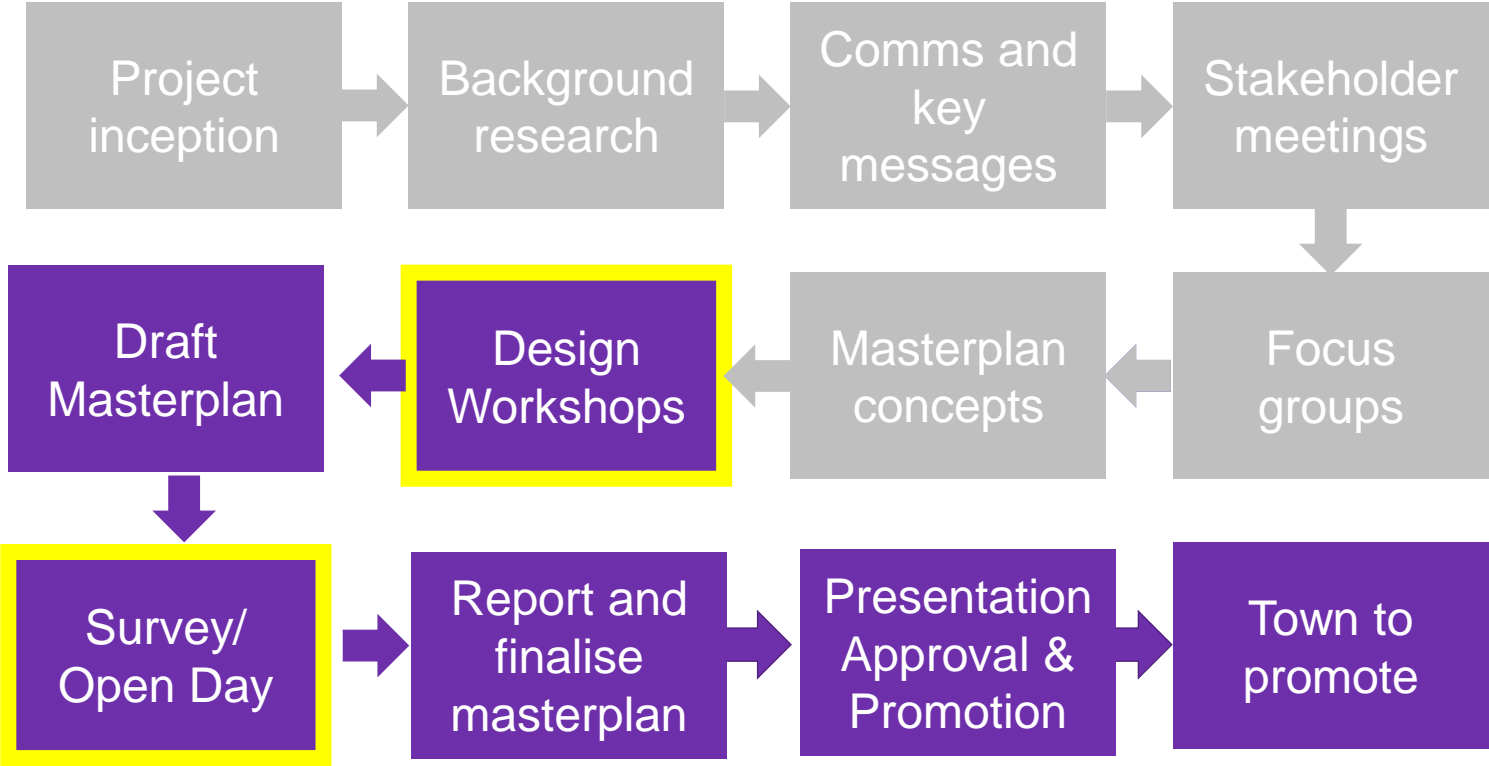 Project
inception
Background
research
Comms and
key
messages
Stakeholder
meetings
Focus
groups
Masterplan
concepts
Design
Workshops
Draft
Masterplan
Survey/
Open Day
Report and
finalise
masterplan
Presentation
Approval &
Promotion
Town to
promote